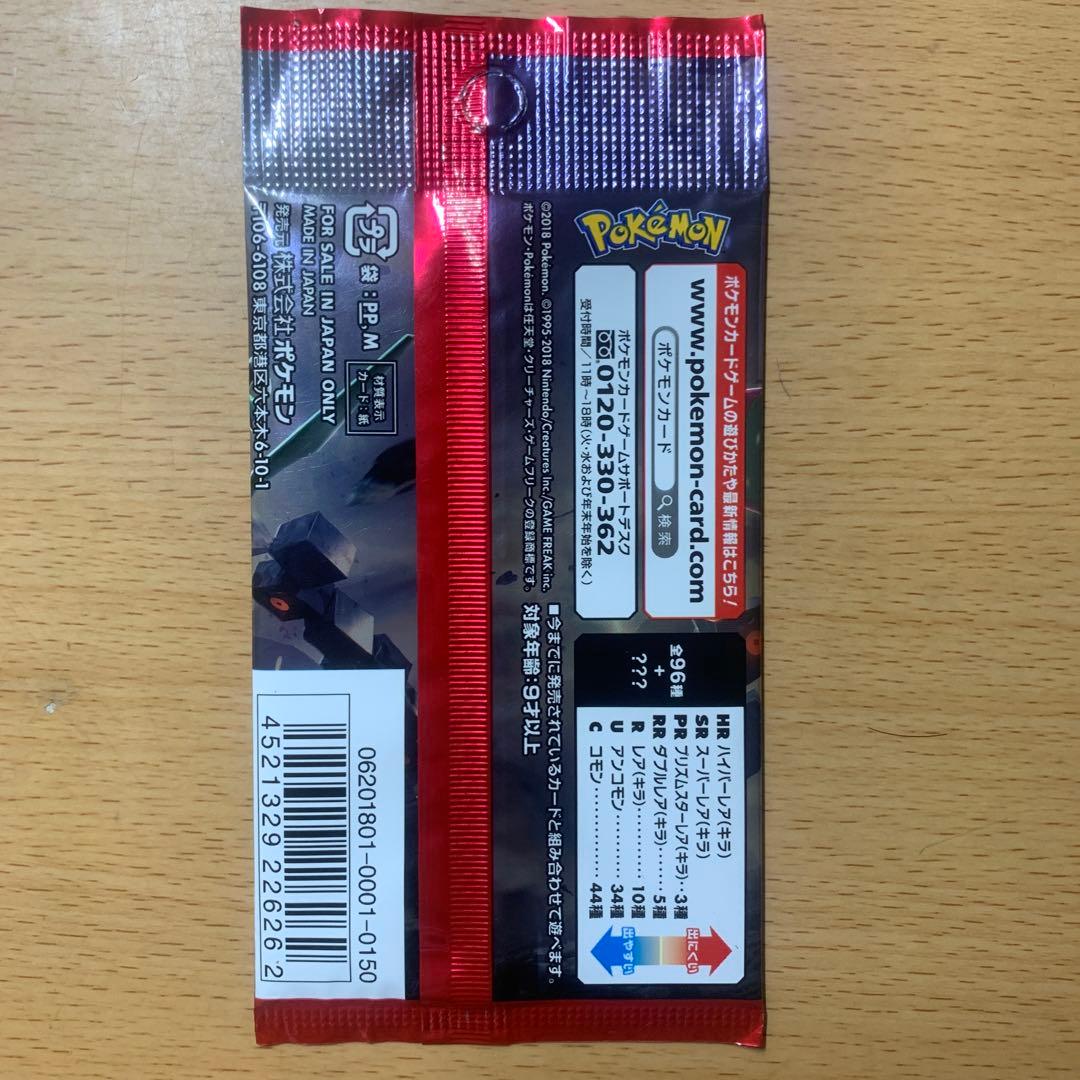 Pokémon
ポケモンカードゲームの遊びかたや最新情報はこちら!
www.pokemon-card.com
ポケモンカード 検索
ポケモンカードゲームサポートデスク
0120-330-362
受付時間/11時~18時(火・水および年末年始を除く)
©2018 Pokémon. ©1995-2018 Nintendo/Creatures Inc./GAME FREAK inc.
ポケモン・Pokémonは任天堂・クリーチャーズ・ゲームフリークの登録商標です。
全96種
+
???
HR ハイパーレア(キラ)
SR スーパーレア(キラ)
PR プリズムスターレア(キラ)‥3種
RR ダブルレア(キラ)‥‥‥5種
R レア(キラ)‥‥‥‥‥10種
U アンコモン‥‥‥‥‥34種
C コモン‥‥‥‥‥‥44種
出にくい
出やすい
■今までに発売されているカードと組み合わせて遊べます。
対象年齢:9才以上
プラ
袋:PP, M
材質表示
カード:紙
FOR SALE IN JAPAN ONLY
MADE IN JAPAN
発売元 株式会社ポケモン
〒106-6108 東京都港区六本木6-10-1
06201801-0001-0150
4 521329 226262